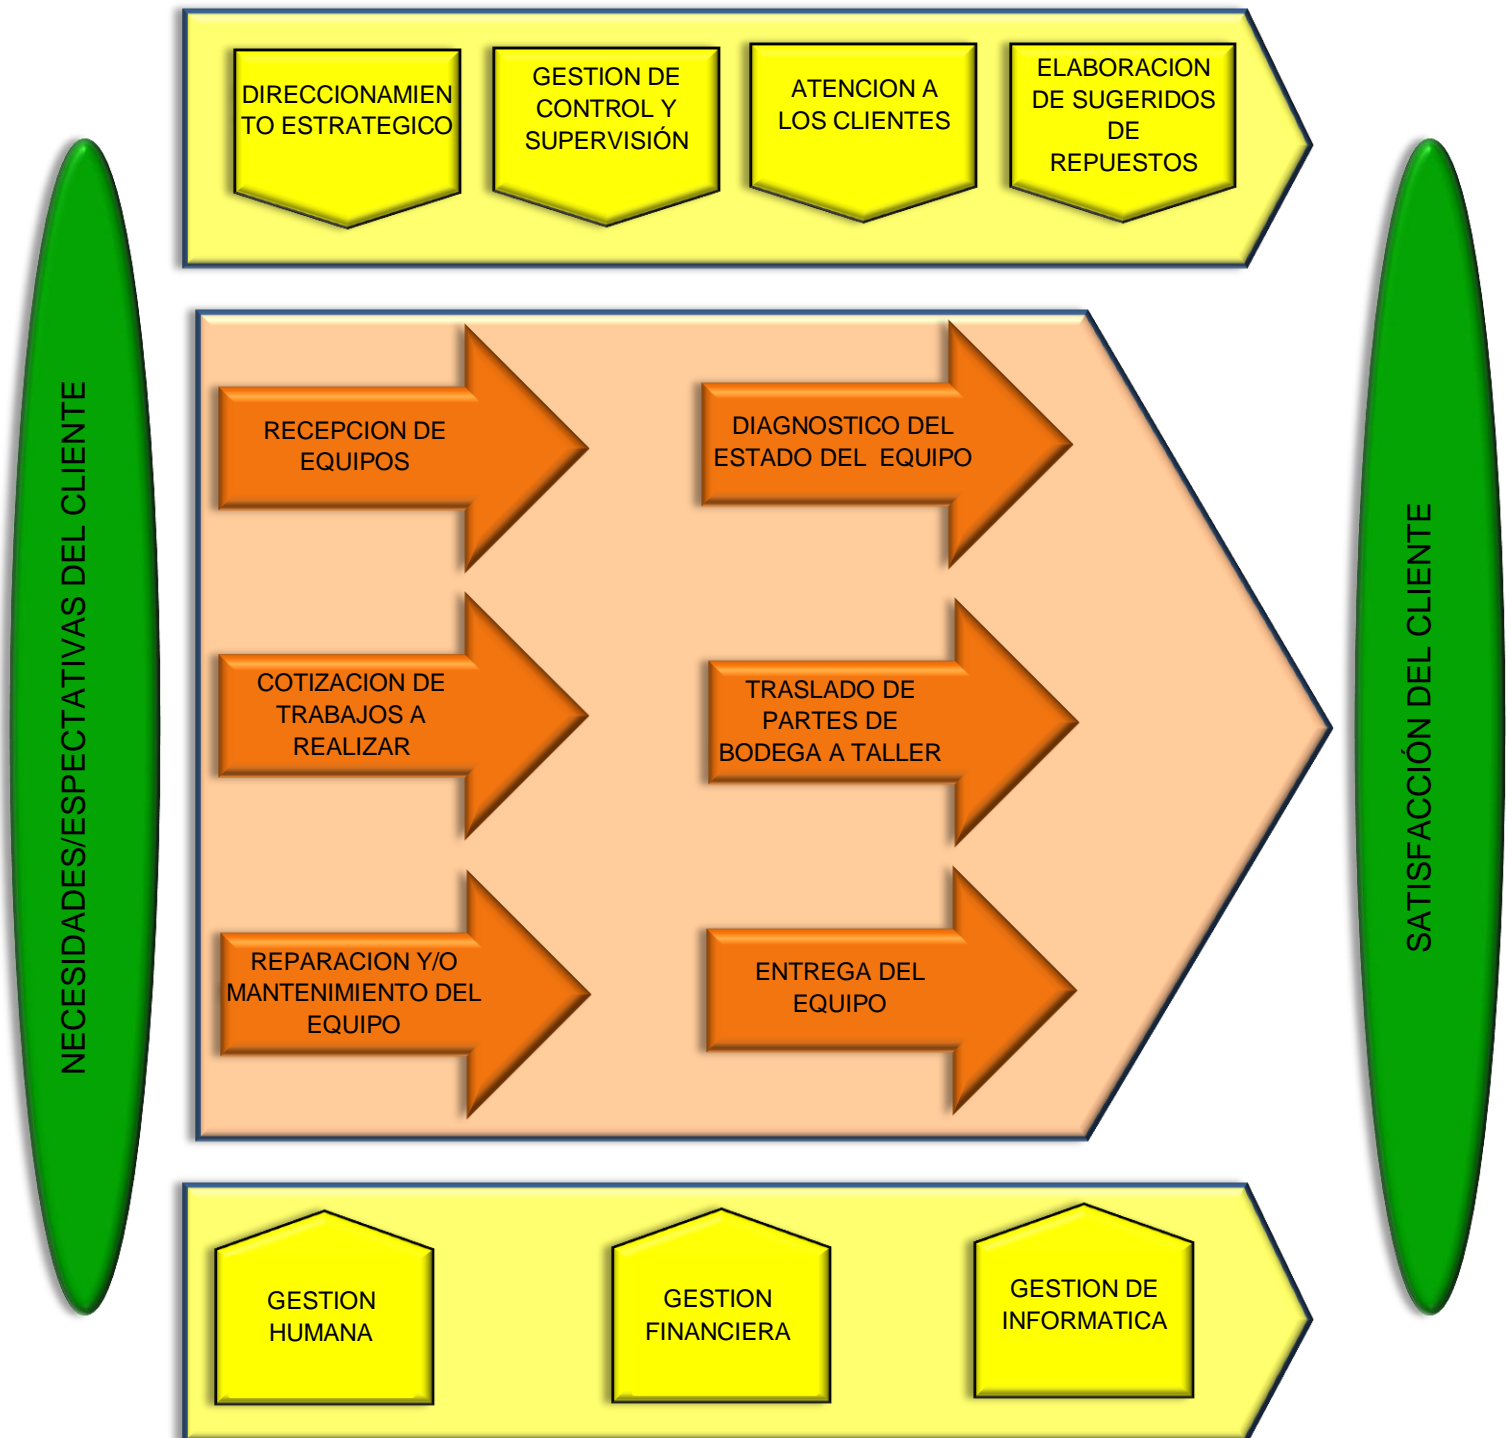 DIRECCIONAMIEN
TO ESTRATEGICO
GESTION DE
CONTROL Y
SUPERVISIÓN
ATENCION A
LOS CLIENTES
ELABORACION
DE SUGERIDOS
DE
REPUESTOS
NECESIDADES/ESPECTATIVAS DEL CLIENTE
RECEPCION DE
EQUIPOS
DIAGNOSTICO DEL
ESTADO DEL  EQUIPO
COTIZACION DE
TRABAJOS A
REALIZAR
TRASLADO DE
PARTES DE
BODEGA A TALLER
REPARACION Y/O
MANTENIMIENTO DEL
EQUIPO
ENTREGA DEL
EQUIPO
SATISFACCIÓN DEL CLIENTE
GESTION
HUMANA
GESTION
FINANCIERA
GESTION DE
INFORMATICA